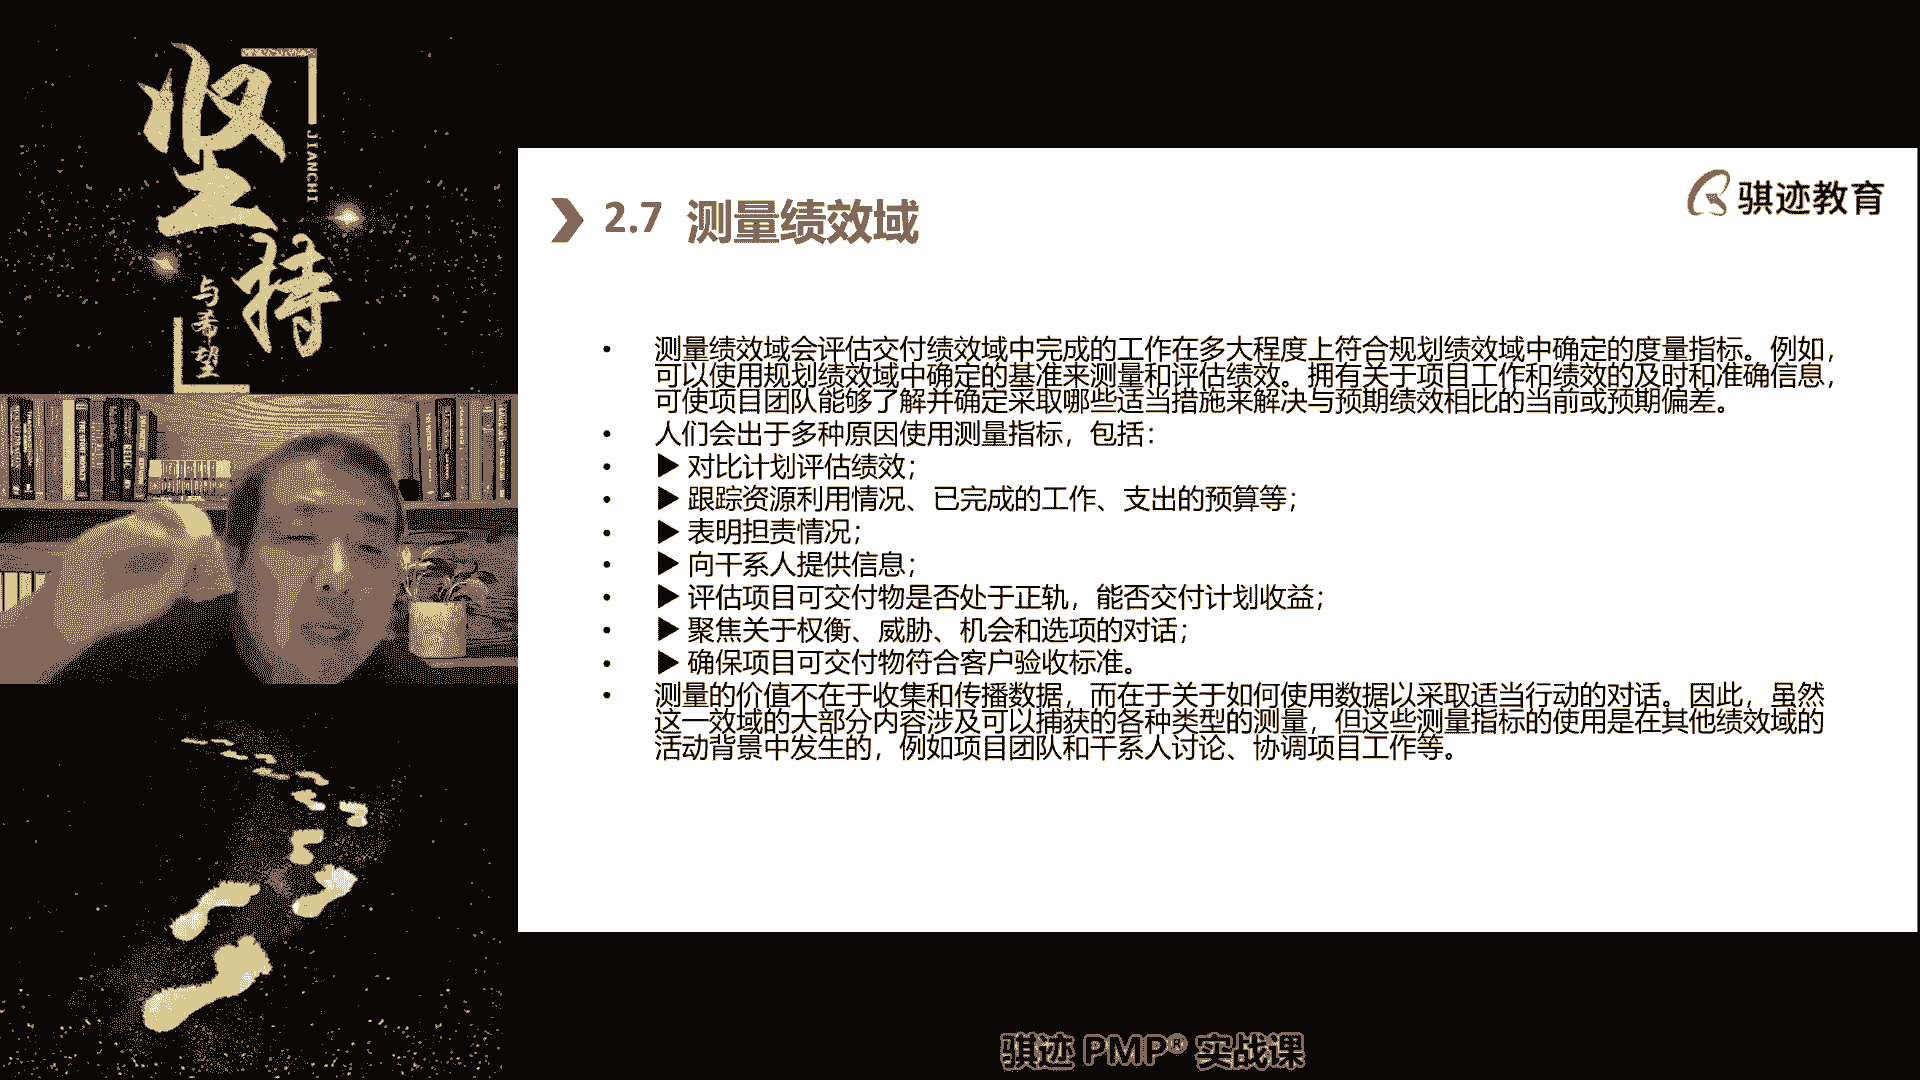 坚持
JIANCHI
与希望
骐迹教育
2.7 测量绩效域
• 测量绩效域会评估交付绩效域中完成的工作在多大程度上符合规划绩效域中确定的度量指标。例如，
可以使用规划绩效域中确定的基准来测量和评估绩效。拥有关于项目工作和绩效的及时和准确信息，
可使项目团队能够了解并确定采取哪些适当措施来解决与预期绩效相比的当前或预期偏差。
• 人们会出于多种原因使用测量指标，包括：
• ▶ 对比计划评估绩效；
• ▶ 跟踪资源利用情况、已完成的工作、支出的预算等；
• ▶ 表明担责情况；
• ▶ 向干系人提供信息；
• ▶ 评估项目可交付物是否处于正轨，能否交付计划收益；
• ▶ 聚焦关于权衡、威胁、机会和选项的对话；
• ▶ 确保项目可交付物符合客户验收标准。
• 测量的价值不在于收集和传播数据，而在于关于如何使用数据以采取适当行动的对话。因此，虽然
这一效域的大部分内容涉及可以捕获的各种类型的测量，但这些测量指标的使用是在其他绩效域的
活动背景中发生的，例如项目团队和干系人讨论、协调项目工作等。
骐迹 PMP® 实战课